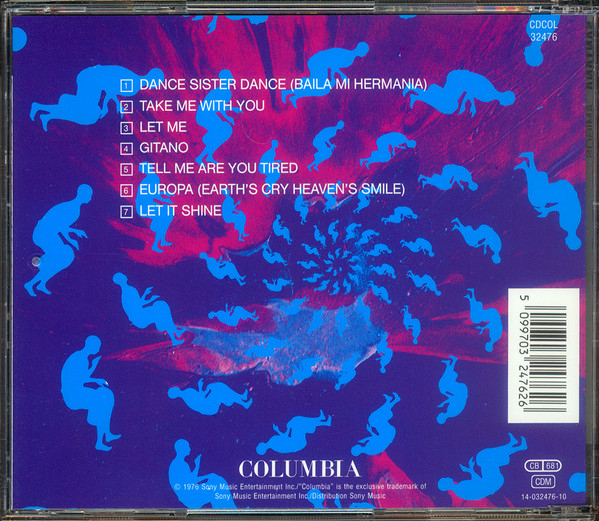 CDCOL
32476
1 DANCE SISTER DANCE (BAILA MI HERMANIA)
2 TAKE ME WITH YOU
3 LET ME
4 GITANO
5 TELL ME ARE YOU TIRED
6 EUROPA (EARTH'S CRY HEAVEN'S SMILE)
7 LET IT SHINE
5 099703 247626
COLUMBIA
℗ 1976 Sony Music Entertainment Inc./"Columbia" is the exclusive trademark of
Sony Music Entertainment Inc./Distribution Sony Music
CB 681
CDM
14-032476-10